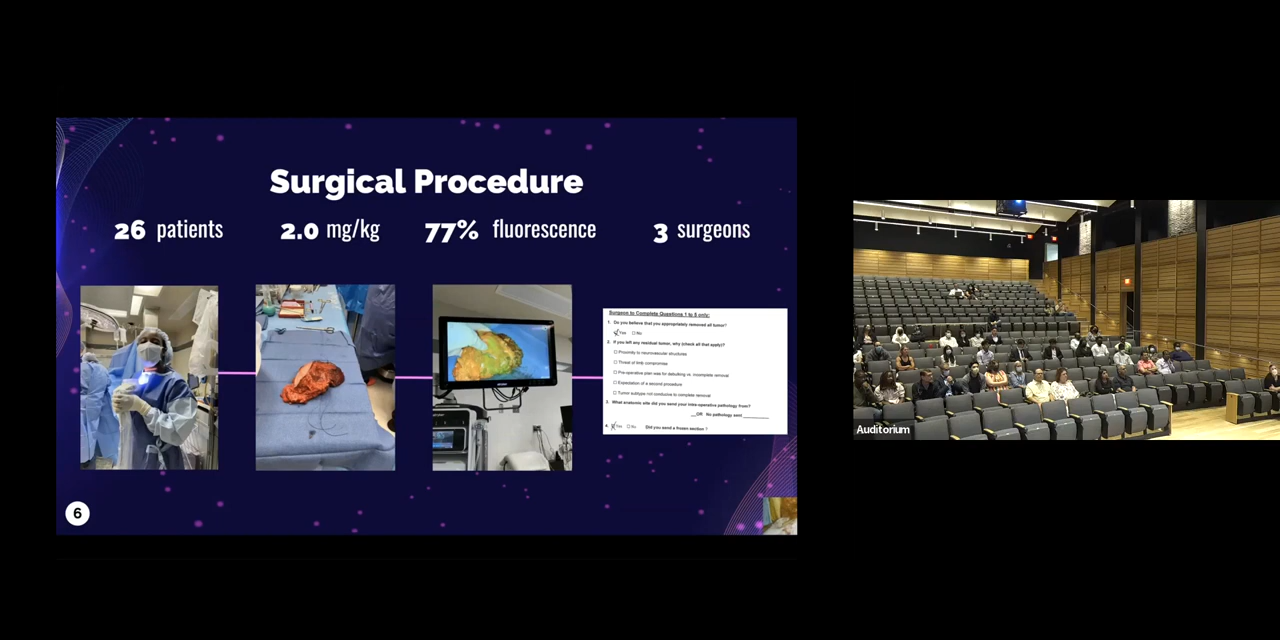 Surgical Procedure
26 patients
2.0 mg/kg
77% fluorescence
3 surgeons
Surgeon to Complete Questions 1 to 5 only:
1. Do you believe that you appropriately removed all tumor?
Yes No
2. If you left any residual tumor, why (check all that apply)?
Proximity to neurovascular structures
Threat of limb compromise
Pre-operative plan was for debulking vs. incomplete removal
Expectation of a second procedure
Tumor subtype not conducive to complete removal
3. What anatomic site did you send your intra-operative pathology from?
OR No pathology sent
4. Yes No Did you send a frozen section ?
6
Auditorium